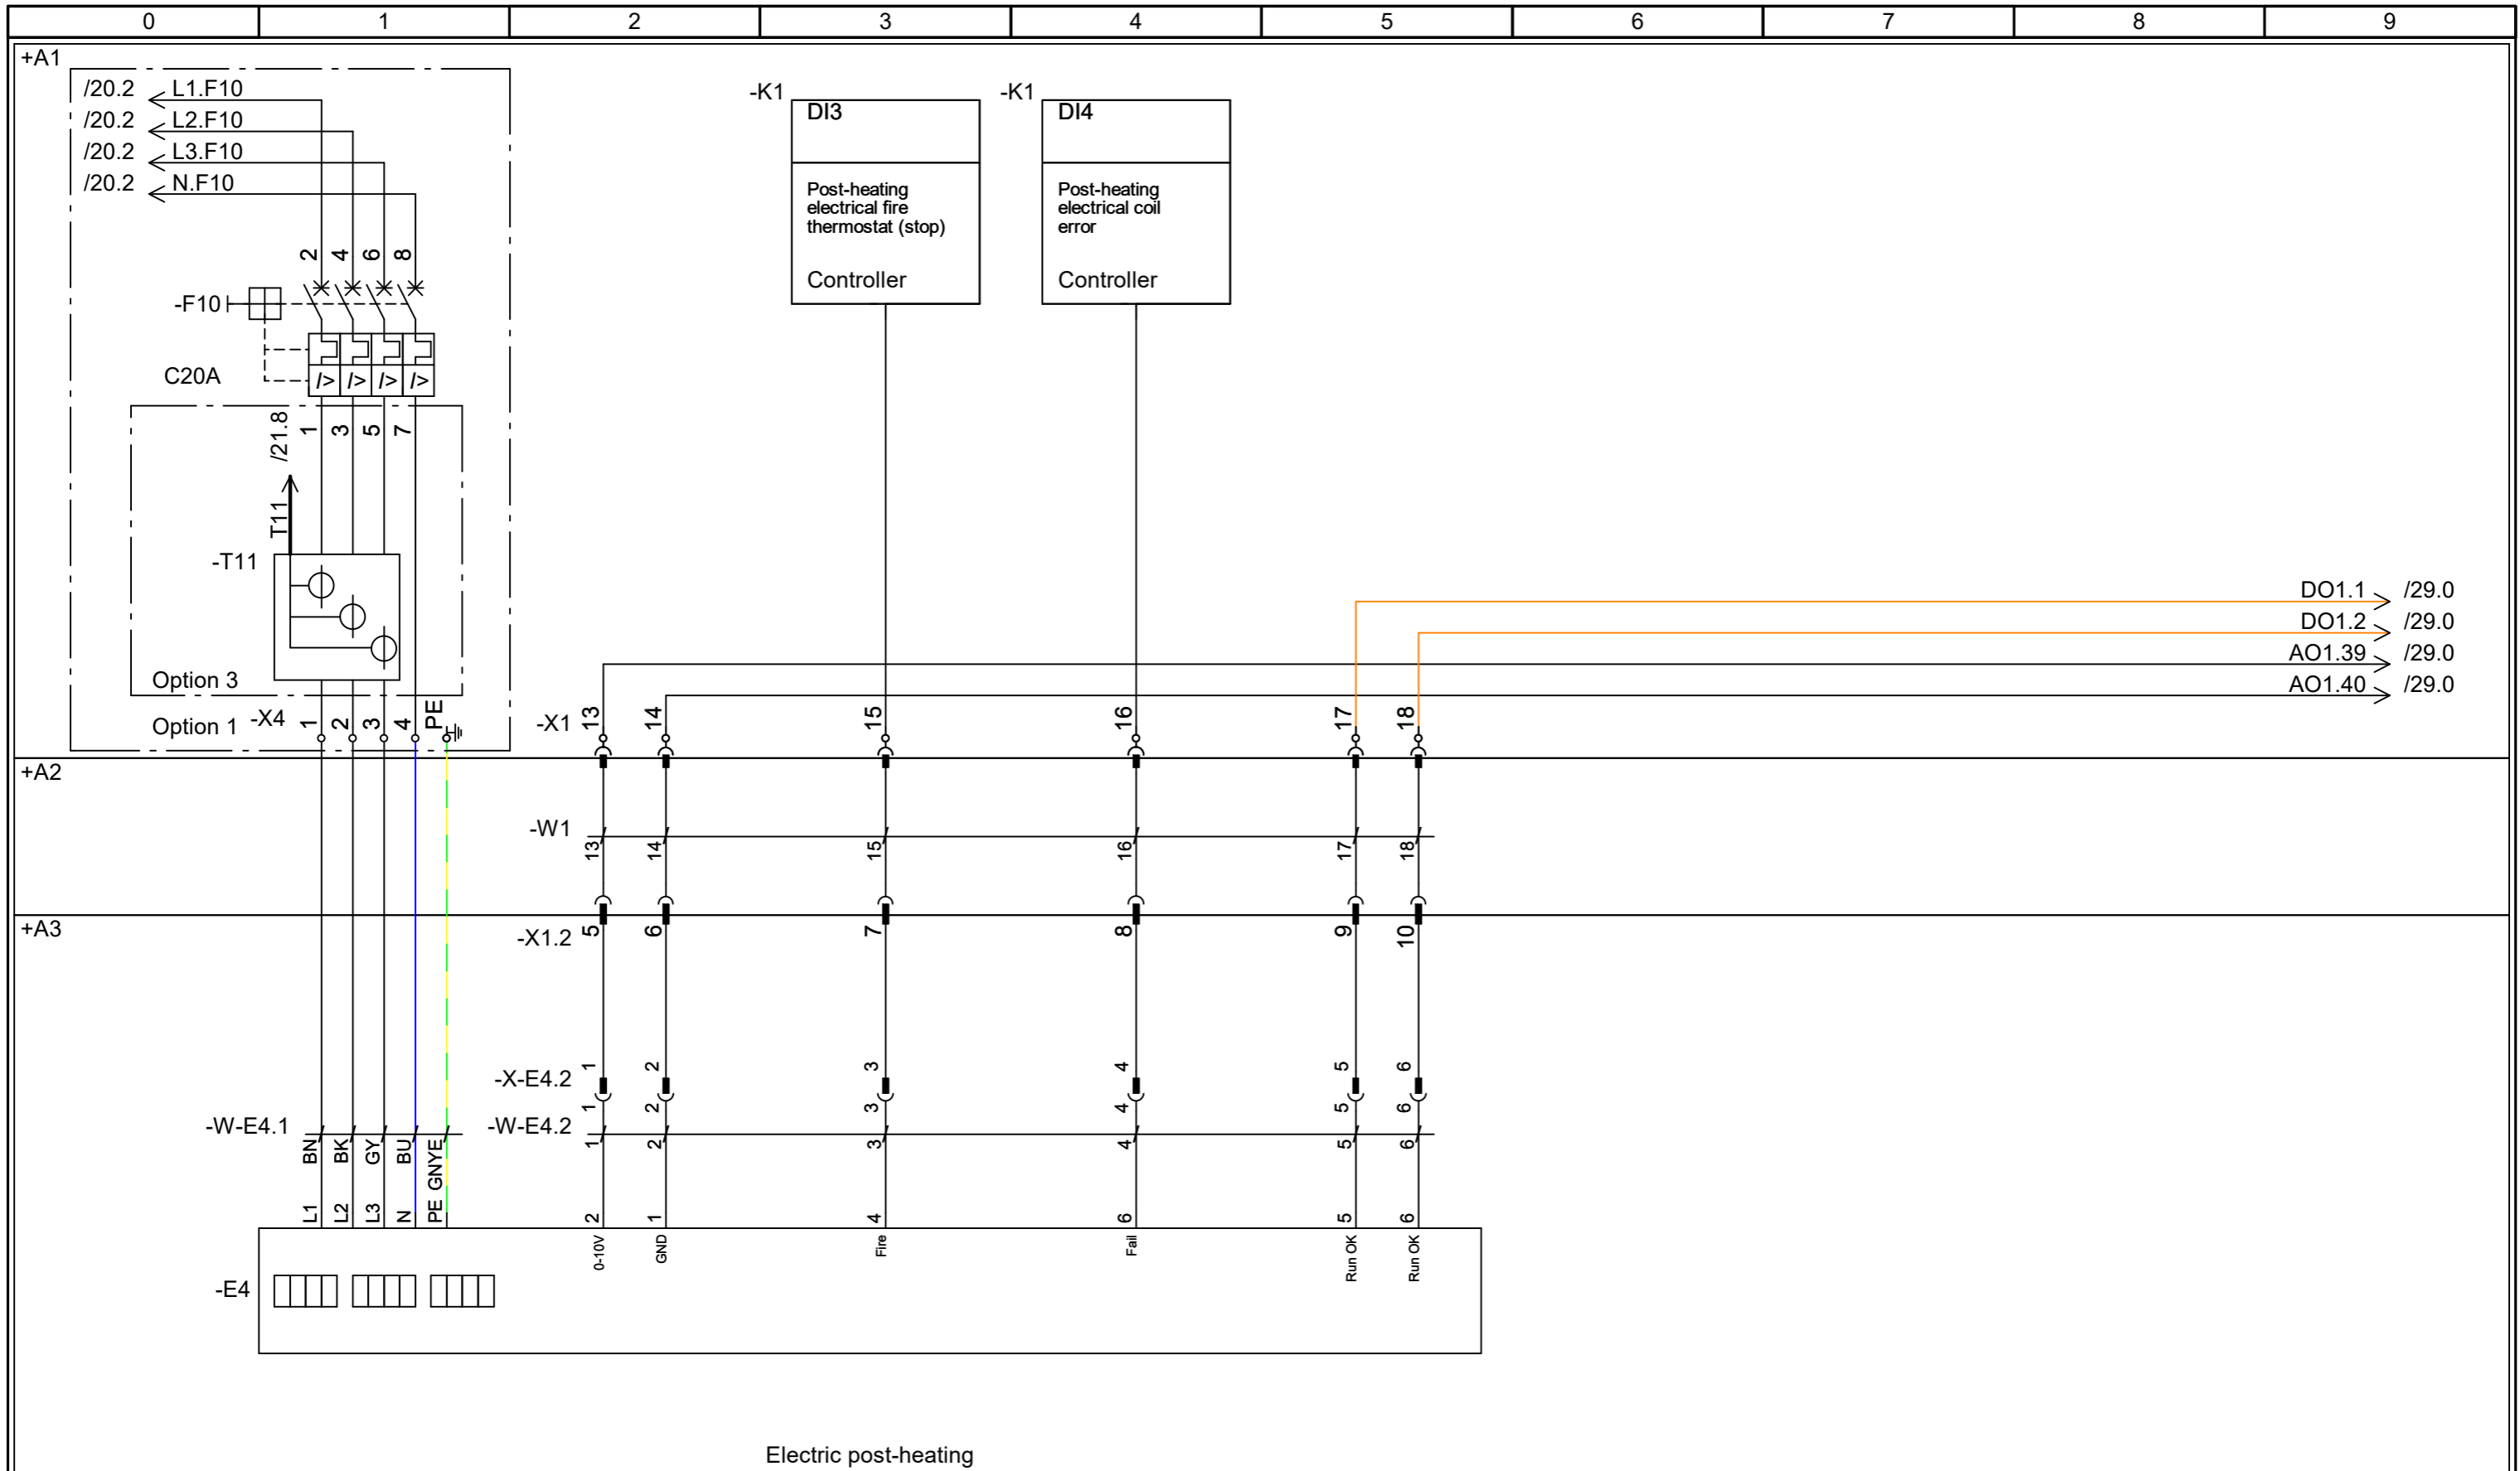 0 1 2 3 4 5 6 7 8 9
+A1
/20.2 L1.F10
/20.2 L2.F10
/20.2 L3.F10
/20.2 N.F10
-K1
DI3
Post-heating
electrical fire
thermostat (stop)
Controller
-K1
DI4
Post-heating
electrical coil
error
Controller
2 4 6 8
-F10
C20A
I> I> I> I>
/21.8 1 3 5 7
T11
-T11
DO1.1 /29.0
DO1.2 /29.0
AO1.39 /29.0
AO1.40 /29.0
Option 3
Option 1
-X4 1 2 3 4 PE
-X1 13 14 15 16 17 18
+A2
-W1
13 14 15 16 17 18
+A3
-X1.2 5 6 7 8 9 10
-X-E4.2 1 2 3 4 5 6
1 2 3 4 5 6
-W-E4.1
BN BK GY BU GNYE
-W-E4.2
1 2 3 4 5 6
L1 L2 L3 N PE
2 1 4 6 5 6
0-10V GND Fire Fail Run OK Run OK
-E4
Electric post-heating